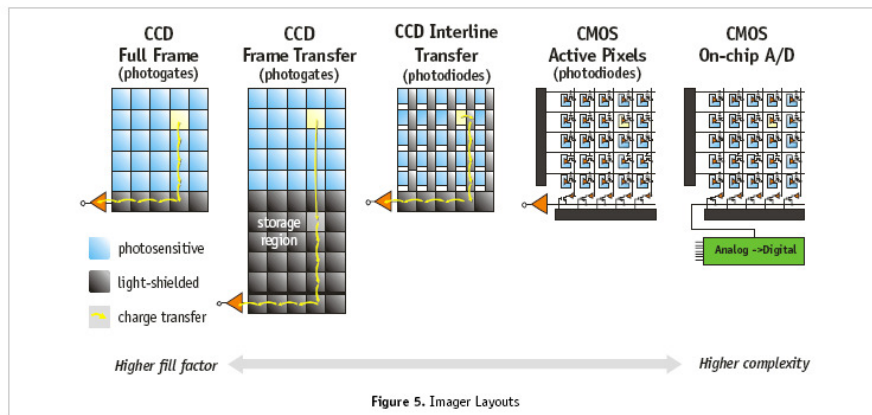 CCD
Full Frame
(photogates)
CCD
Frame Transfer
(photogates)
CCD Interline
Transfer
(photodiodes)
CMOS
Active Pixels
(photodiodes)
CMOS
On-chip A/D
storage
region
Analog ->Digital
photosensitive
light-shielded
charge transfer
Higher fill factor
Higher complexity
Figure 5. Imager Layouts